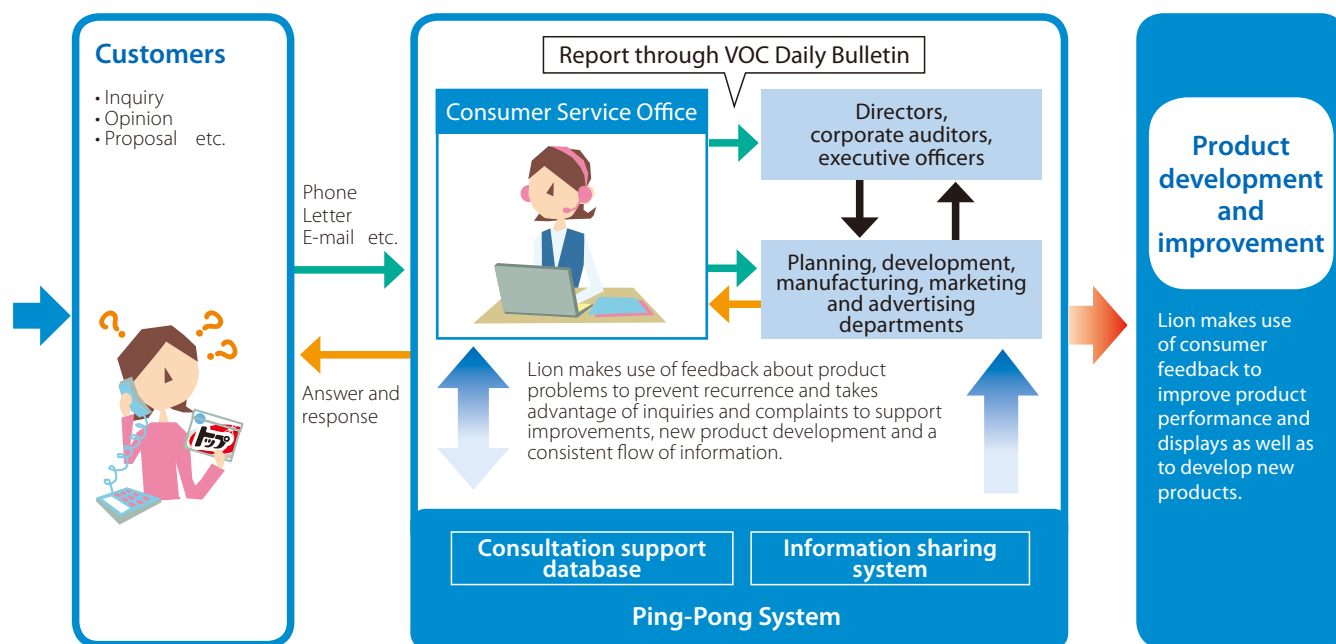 Customers
• Inquiry
• Opinion
• Proposal etc.
Phone
Letter
E-mail etc.
Answer and
response
トップ
Report through VOC Daily Bulletin
Consumer Service Office
Directors,
corporate auditors,
executive officers
Planning, development,
manufacturing, marketing
and advertising
departments
Lion makes use of feedback about product
problems to prevent recurrence and takes
advantage of inquiries and complaints to support
improvements, new product development and a
consistent flow of information.
Consultation support
database
Information sharing
system
Ping-Pong System
Product
development
and
improvement
Lion makes use
of consumer
feedback to
improve product
performance and
displays as well as
to develop new
products.